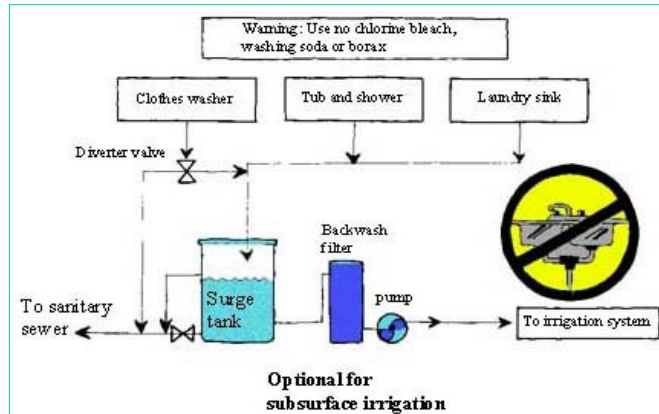 Warning: Use no chlorine bleach,
washing soda or borax
Clothes washer
Tub and shower
Laundry sink
Diverter valve
Backwash
filter
Surge
tank
pump
To sanitary
sewer
To irrigation system
Optional for
subsurface irrigation